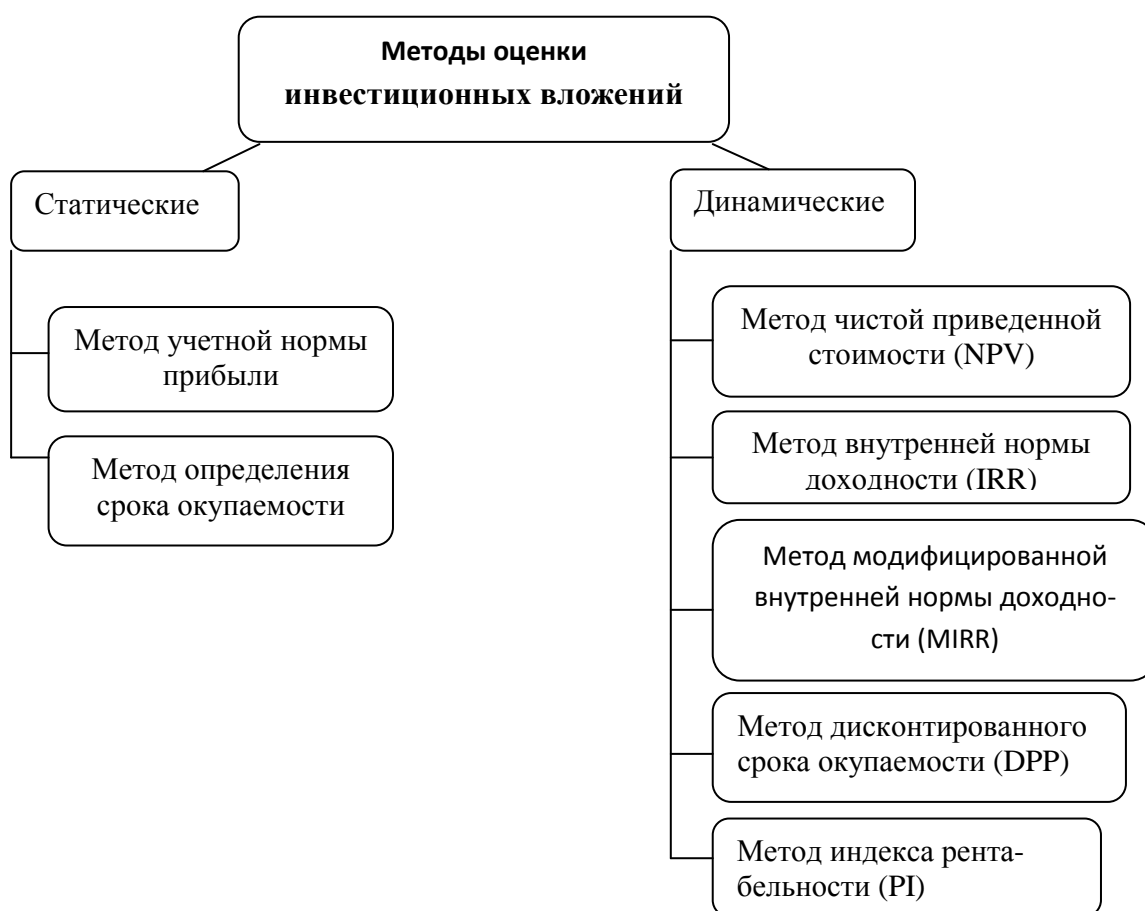 Методы оценки
инвестиционных вложений
Статические
Метод учетной нормы
прибыли
Метод определения
срока окупаемости
Динамические
Метод чистой приведенной
стоимости (NPV)
Метод внутренней нормы
доходности (IRR)
Метод модифицированной
внутренней нормы доходно-
сти (MIRR)
Метод дисконтированного
срока окупаемости (DPP)
Метод индекса рента-
бельности (PI)